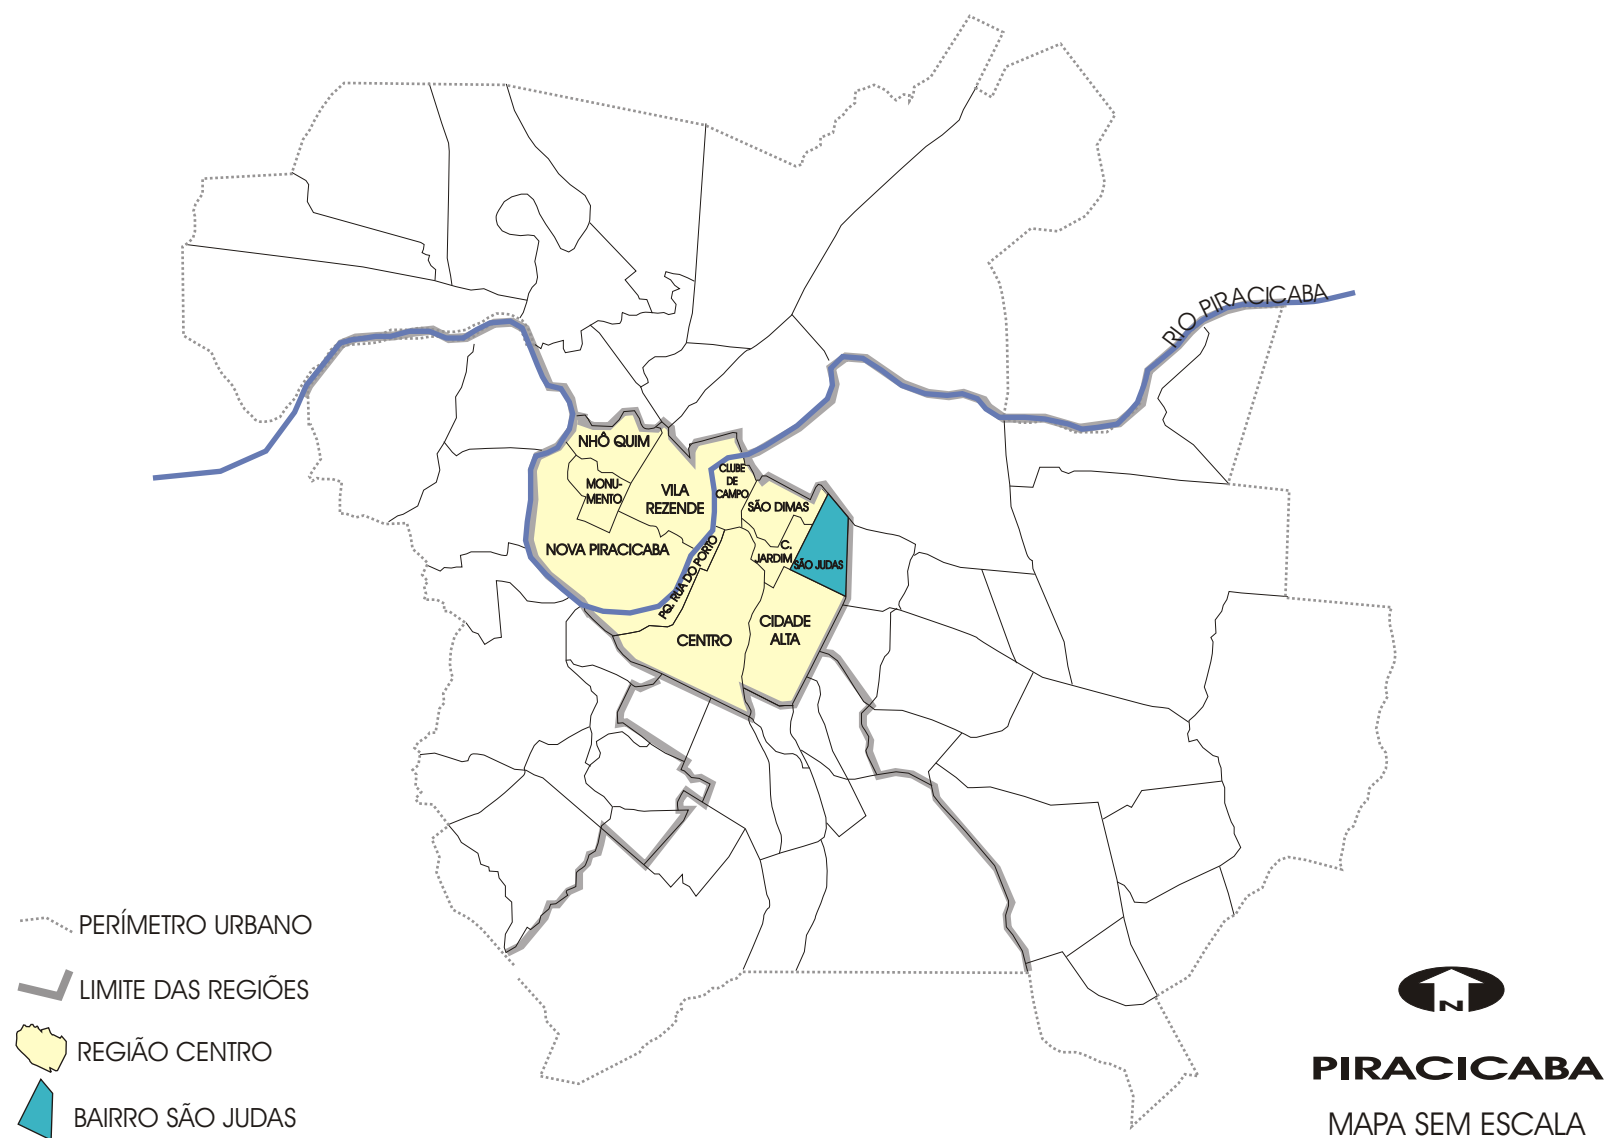 RIO PIRACICABA
NHÔ QUIM
MONU-
MENTO
VILA
REZENDE
CLUBE
DE
CAMPO
SÃO DIMAS
NOVA PIRACICABA
C.
JARDIM
SÃO JUDAS
PQ. RUA DO PORTO
CENTRO
CIDADE
ALTA
PERÍMETRO URBANO
LIMITE DAS REGIÕES
REGIÃO CENTRO
BAIRRO SÃO JUDAS
N
PIRACICABA
MAPA SEM ESCALA